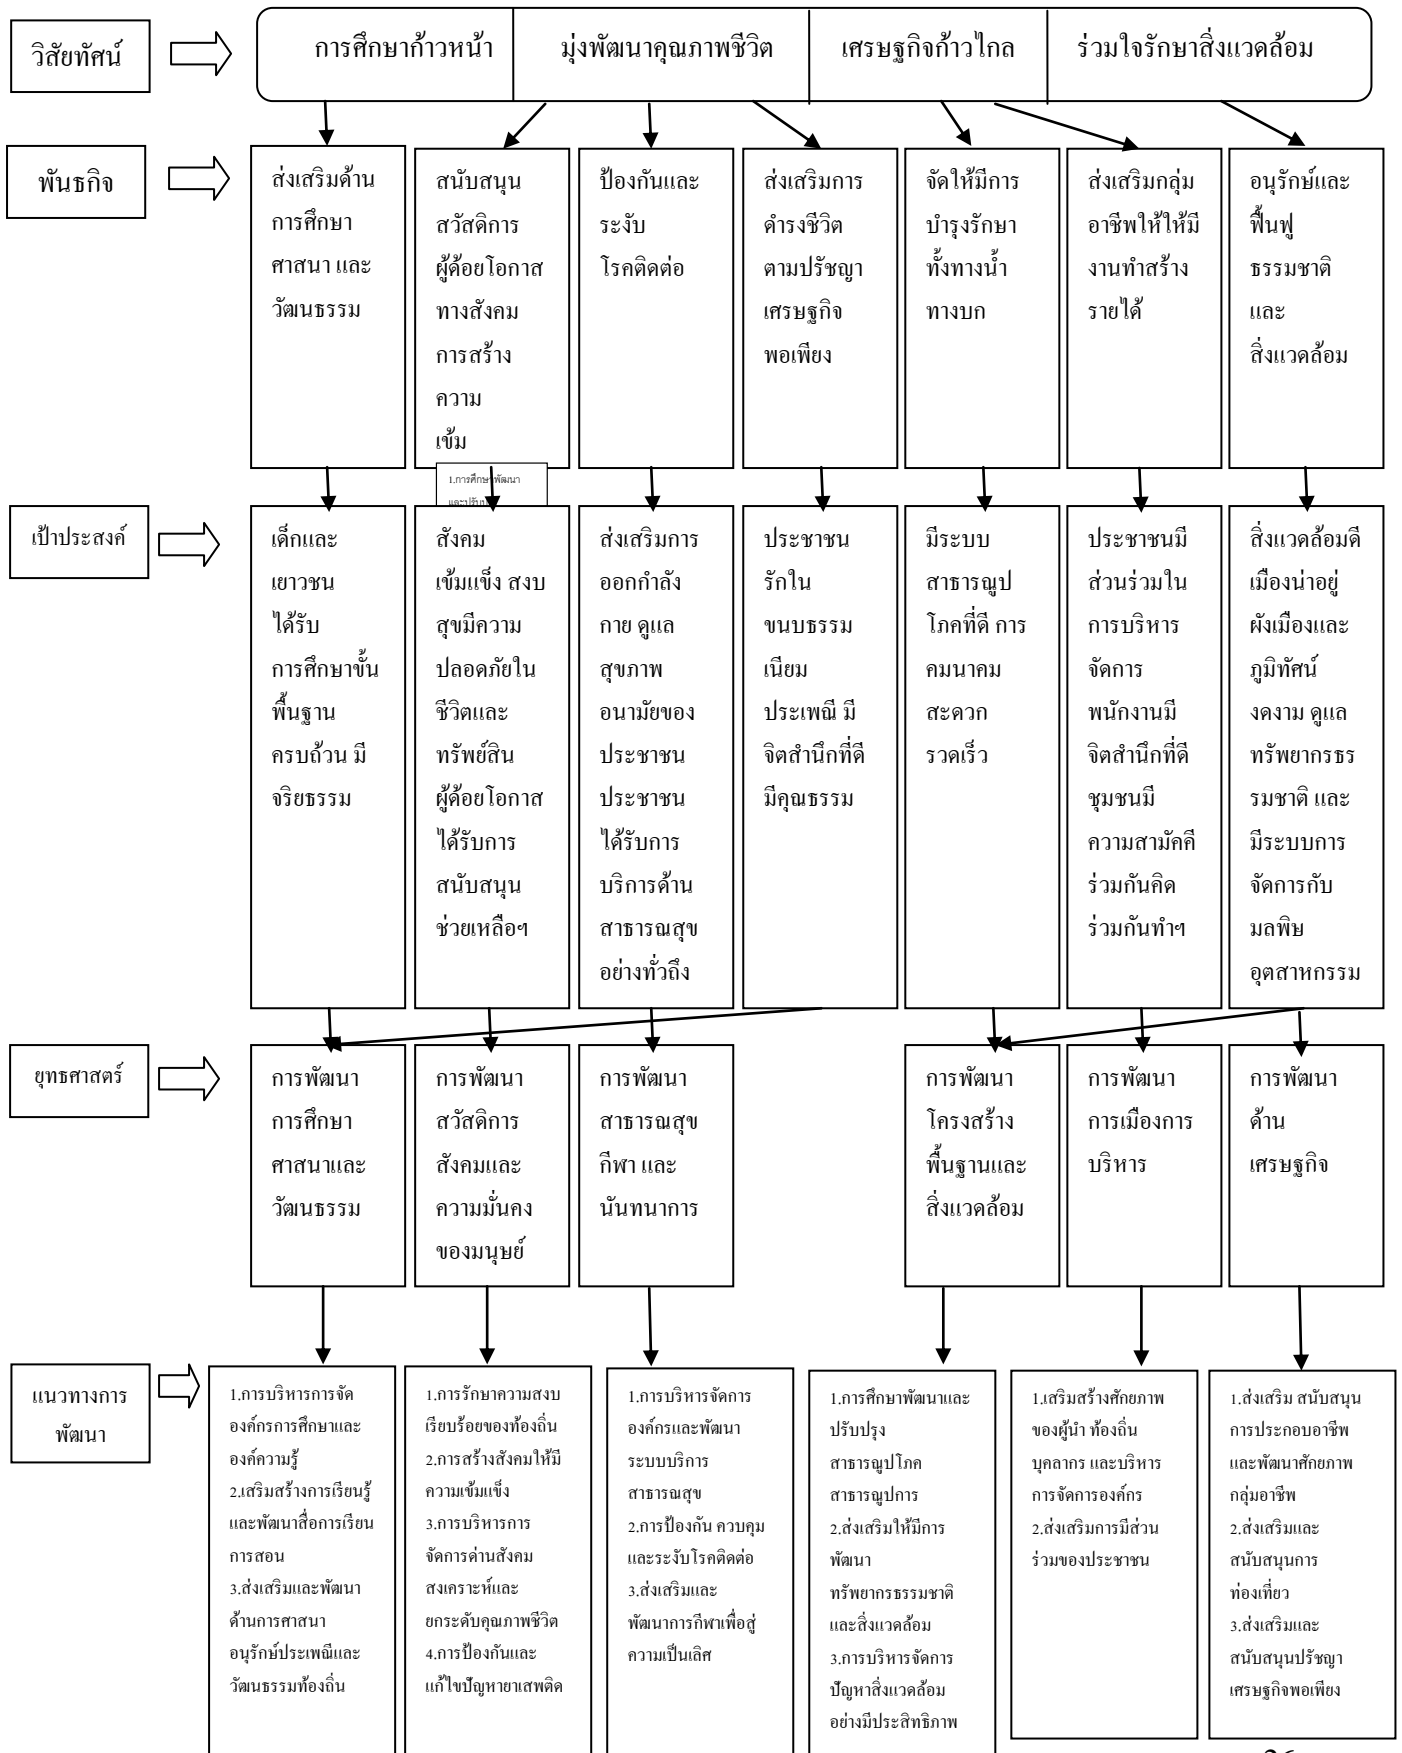 วิสัยทัศน์
การศึกษาก้าวหน้า
มุ่งพัฒนาคุณภาพชีวิต
เศรษฐกิจก้าวไกล
ร่วมใจรักษาสิ่งแวดล้อม
พันธกิจ
ส่งเสริมด้าน
การศึกษา
ศาสนา และ
วัฒนธรรม
สนับสนุน
สวัสดิการ
ผู้ด้อยโอกาส
ทางสังคม
การสร้าง
ความ
เข้ม
ป้องกันและ
ระงับ
โรคติดต่อ
ส่งเสริมการ
ดำรงชีวิต
ตามปรัชญา
เศรษฐกิจ
พอเพียง
จัดให้มีการ
บำรุงรักษา
ทั้งทางน้ำ
ทางบก
ส่งเสริมกลุ่ม
อาชีพให้ให้มี
งานทำสร้าง
รายได้
อนุรักษ์และ
ฟื้นฟู
ธรรมชาติ
และ
สิ่งแวดล้อม
1.การศึกษาพัฒนา
และปรับป
เป้าประสงค์
เด็กและ
เยาวชน
ได้รับ
การศึกษาขั้น
พื้นฐาน
ครบถ้วน มี
จริยธรรม
สังคม
เข้มแข็ง สงบ
สุขมีความ
ปลอดภัยใน
ชีวิตและ
ทรัพย์สิน
ผู้ด้อยโอกาส
ได้รับการ
สนับสนุน
ช่วยเหลือฯ
ส่งเสริมการ
ออกกำลัง
กาย ดูแล
สุขภาพ
อนามัยของ
ประชาชน
ประชาชน
ได้รับการ
บริการด้าน
สาธารณสุข
อย่างทั่วถึง
ประชาชน
รักใน
ขนบธรรม
เนียม
ประเพณี มี
จิตสำนึกที่ดี
มีคุณธรรม
มีระบบ
สาธารณูป
โภคที่ดี การ
คมนาคม
สะดวก
รวดเร็ว
ประชาชนมี
ส่วนร่วมใน
การบริหาร
จัดการ
พนักงานมี
จิตสำนึกที่ดี
ชุมชนมี
ความสามัคคี
ร่วมกันคิด
ร่วมกันทำฯ
สิ่งแวดล้อมดี
เมืองน่าอยู่
ผังเมืองและ
ภูมิทัศน์
งดงาม ดูแล
ทรัพยากรธร
รมชาติ และ
มีระบบการ
จัดการกับ
มลพิษ
อุตสาหกรรม
ยุทธศาสตร์
การพัฒนา
การศึกษา
ศาสนาและ
วัฒนธรรม
การพัฒนา
สวัสดิการ
สังคมและ
ความมั่นคง
ของมนุษย์
การพัฒนา
สาธารณสุข
กีฬา และ
นันทนาการ
การพัฒนา
โครงสร้าง
พื้นฐานและ
สิ่งแวดล้อม
การพัฒนา
การเมืองการ
บริหาร
การพัฒนา
ด้าน
เศรษฐกิจ
แนวทางการ
พัฒนา
1.การบริหารการจัด
องค์กรการศึกษาและ
องค์ความรู้
2.เสริมสร้างการเรียนรู้
และพัฒนาสื่อการเรียน
การสอน
3.ส่งเสริมและพัฒนา
ด้านการศาสนา
อนุรักษ์ประเพณีและ
วัฒนธรรมท้องถิ่น
1.การรักษาความสงบ
เรียบร้อยของท้องถิ่น
2.การสร้างสังคมให้มี
ความเข้มแข็ง
3.การบริหารการ
จัดการด่านสังคม
สงเคราะห์และ
ยกระดับคุณภาพชีวิต
4.การป้องกันและ
แก้ไขปัญหายาเสพติด
1.การบริหารจัดการ
องค์กรและพัฒนา
ระบบบริการ
สาธารณสุข
2.การป้องกัน ควบคุม
และระงับโรคติดต่อ
3.ส่งเสริมและ
พัฒนาการกีฬาเพื่อสู่
ความเป็นเลิศ
1.การศึกษาพัฒนาและ
ปรับปรุง
สาธารณูปโภค
สาธารณูปการ
2.ส่งเสริมให้มีการ
พัฒนา
ทรัพยากรธรรมชาติ
และสิ่งแวดล้อม
3.การบริหารจัดการ
ปัญหาสิ่งแวดล้อม
อย่างมีประสิทธิภาพ
1.เสริมสร้างศักยภาพ
ของผู้นำ ท้องถิ่น
บุคลากร และบริหาร
การจัดการองค์กร
2.ส่งเสริมการมีส่วน
ร่วมของประชาชน
1.ส่งเสริม สนับสนุน
การประกอบอาชีพ
และพัฒนาศักยภาพ
กลุ่มอาชีพ
2.ส่งเสริมและ
สนับสนุนการ
ท่องเที่ยว
3.ส่งเสริมและ
สนับสนุนปรัชญา
เศรษฐกิจพอเพียง